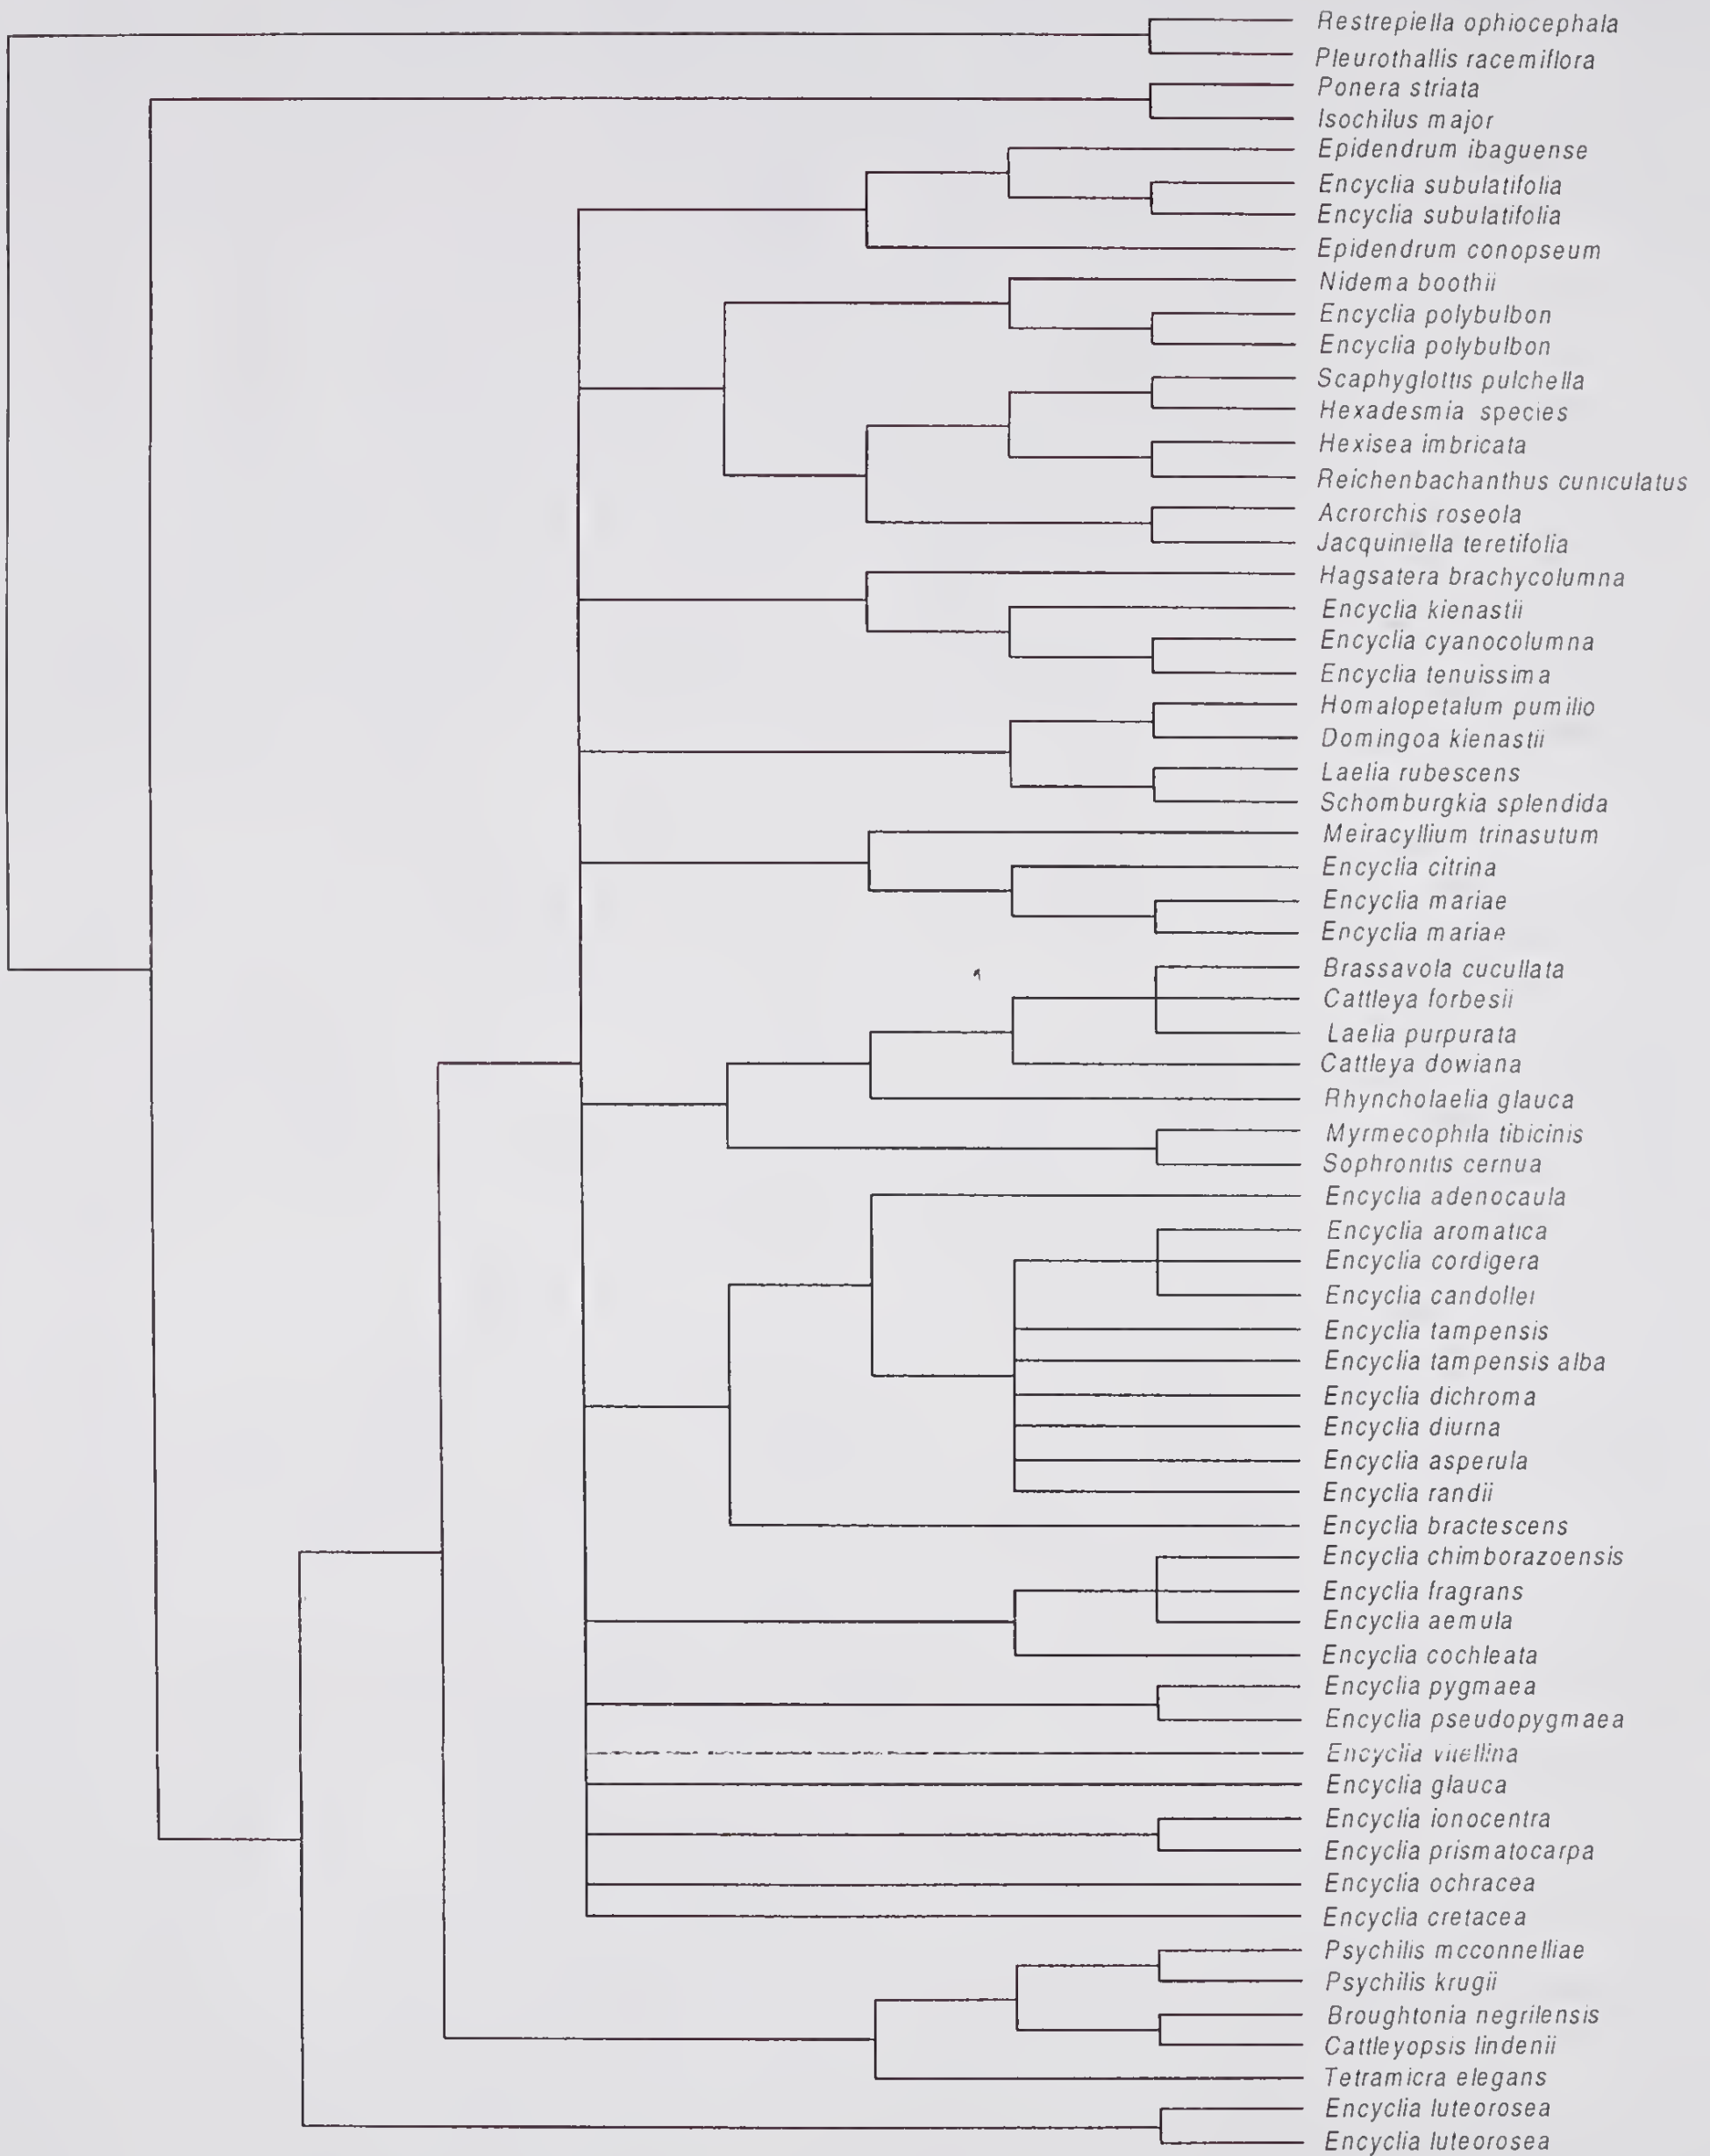 Restrepiella ophiocephala
Pleurothallis racemiflora
Ponera striata
Isochilus major
Epidendrum ibaguense
Encyclia subulatifolia
Encyclia subulatifolia
Epidendrum conopseum
Nidema boothii
Encyclia polybulbon
Encyclia polybulbon
Scaphyglottis pulchella
Hexadesmia species
Hexisea imbricata
Reichenbachanthus cuniculatus
Acrorchis roseola
Jacquiniella teretifolia
Hagsatera brachycolumna
Encyclia kienastii
Encyclia cyanocolumna
Encyclia tenuissima
Homalopetalum pumilio
Domingoa kienastii
Laelia rubescens
Schomburgkia splendida
Meiracyllium trinasutum
Encyclia citrina
Encyclia mariae
Encyclia mariae
Brassavola cucullata
Cattleya forbesii
Laelia purpurata
Cattleya dowiana
Rhyncholaelia glauca
Myrmecophila tibicinis
Sophronitis cernua
Encyclia adenocaula
Encyclia aromatica
Encyclia cordigera
Encyclia candollei
Encyclia tampensis
Encyclia tampensis alba
Encyclia dichroma
Encyclia diurna
Encyclia asperula
Encyclia randii
Encyclia bractescens
Encyclia chimborazoensis
Encyclia fragrans
Encyclia aemula
Encyclia cochleata
Encyclia pygmaea
Encyclia pseudopygmaea
Encyclia vitellina
Encyclia glauca
Encyclia ionocentra
Encyclia prismatocarpa
Encyclia ochracea
Encyclia cretacea
Psychilis mcconnelliae
Psychilis krugii
Broughtonia negrilensis
Cattleyopsis lindenii
Tetramicra elegans
Encyclia luteorosea
Encyclia luteorosea